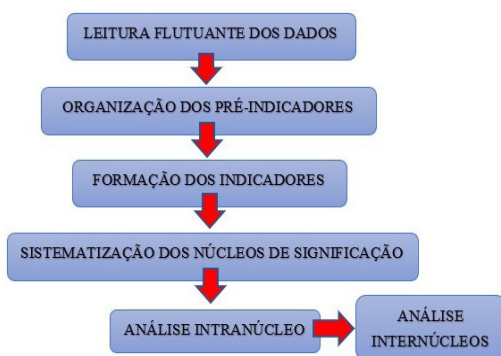 LEITURA FLUTUANTE DOS DADOS
ORGANIZAÇÃO DOS PRÉ-INDICADORES
FORMAÇÃO DOS INDICADORES
SISTEMATIZAÇÃO DOS NÚCLEOS DE SIGNIFICAÇÃO
ANÁLISE INTRANÚCLEO
ANÁLISE
INTERNÚCLEOS